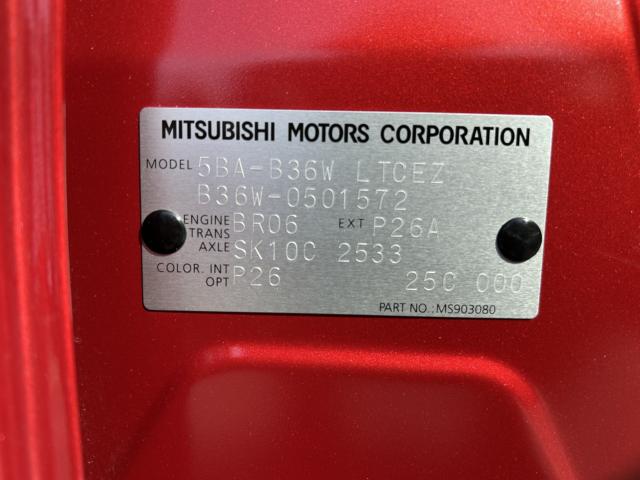 MITSUBISHI MOTORS CORPORATION
MODEL 5BA-B36W LTCEZ
B36W-0501572
ENGINE BR06 EXT P26A
TRANS
AXLE SK10C 2533
COLOR. INT P26 25C 000
OPT
PART NO.:MS903080